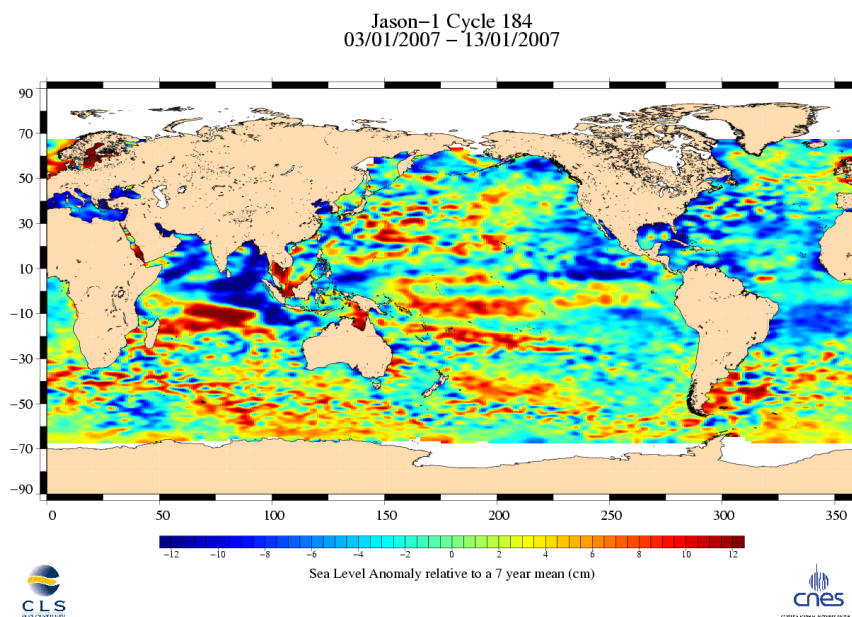 Jason-1 Cycle 184
03/01/2007 - 13/01/2007
90
70
50
30
10
-10
-30
-50
-70
-90
0 50 100 150 200 250 300 350
-12 -10 -8 -6 -4 -2 0 2 4 6 8 10 12
Sea Level Anomaly relative to a 7 year mean (cm)
CLS
cnes